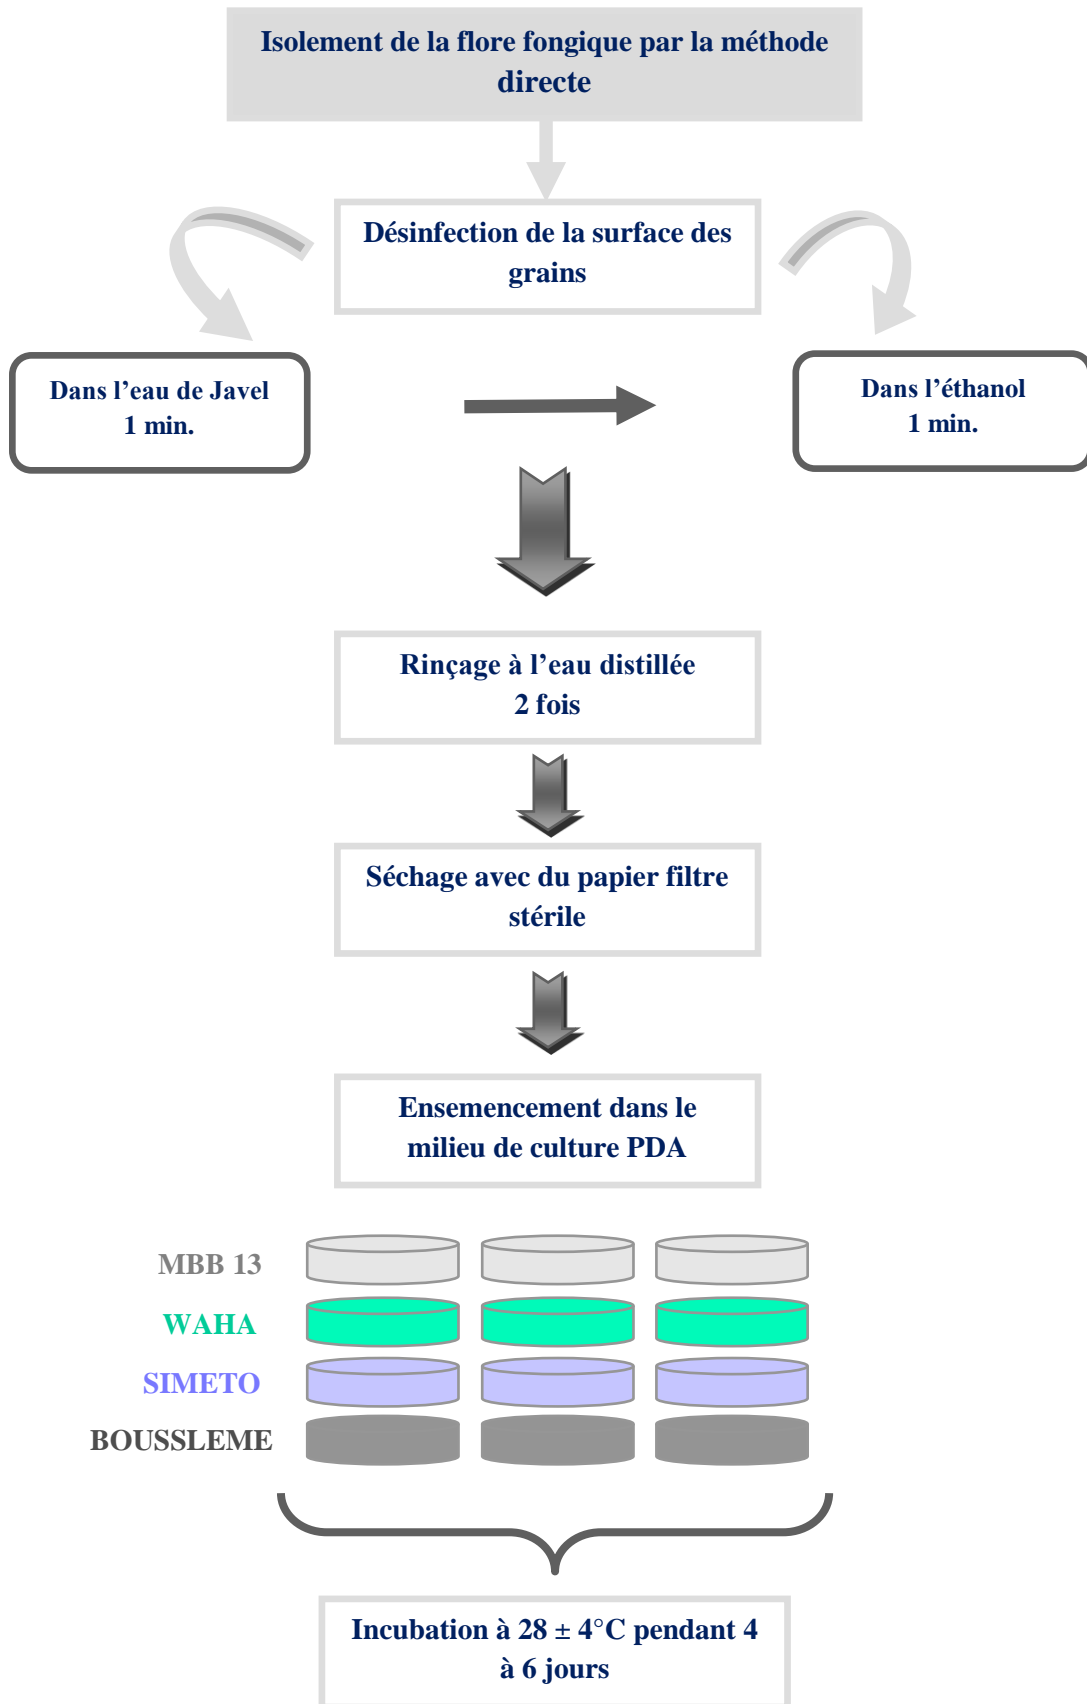 Isolement de la flore fongique par la méthode
directe
Désinfection de la surface des
grains
Dans l’eau de Javel
1 min.
Dans l’éthanol
1 min.
Rinçage à l’eau distillée
2 fois
Séchage avec du papier filtre
stérile
Ensemencement dans le
milieu de culture PDA
MBB 13
WAHA
SIMETO
BOUSSLEME
Incubation à 28 ± 4°C pendant 4
à 6 jours